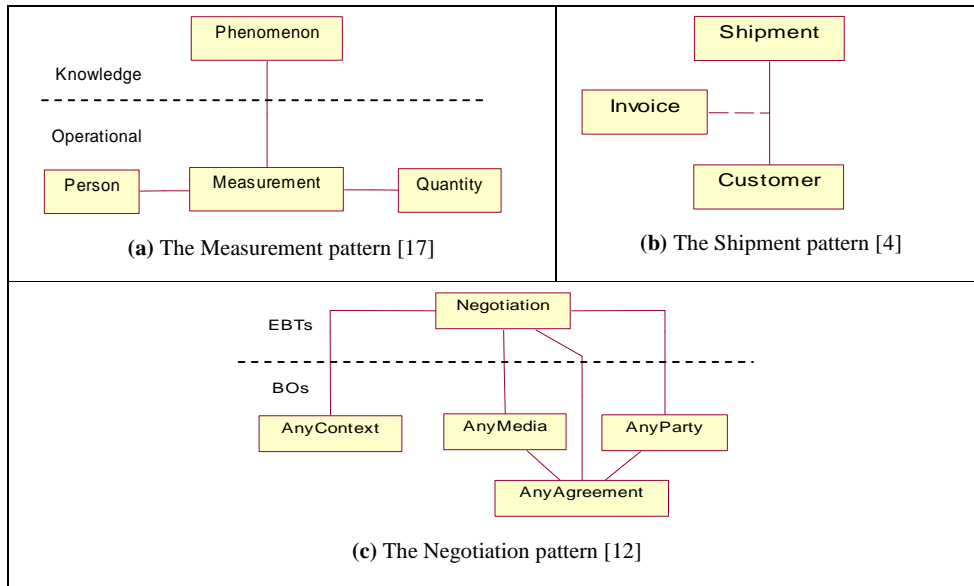 Phenomenon
Knowledge
Operational
Person
Measurement
Quantity
(a) The Measurement pattern [17]
Shipment
Invoice
Customer
(b) The Shipment pattern [4]
Negotiation
EBTs
BOs
AnyContext
AnyMedia
AnyParty
AnyAgreement
(c) The Negotiation pattern [12]